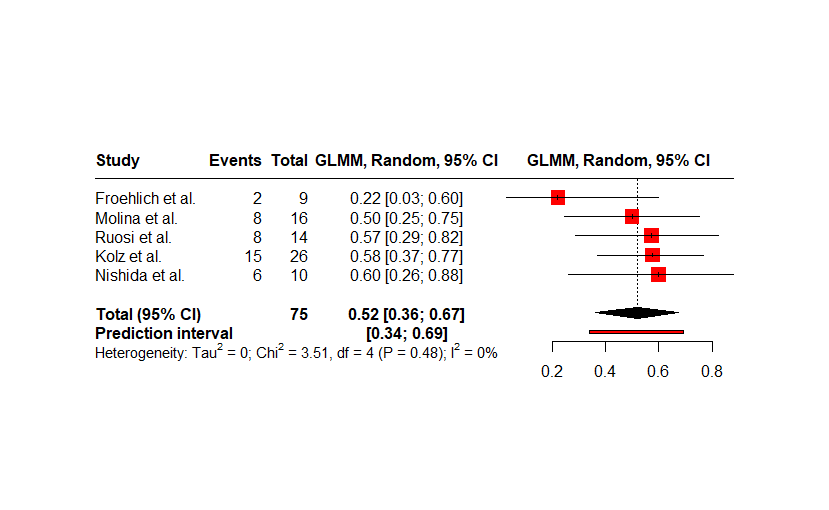 Study Events Total GLMM, Random, 95% CI GLMM, Random, 95% CI
Froehlich et al. 2 9 0.22 [0.03; 0.60]
Molina et al. 8 16 0.50 [0.25; 0.75]
Ruosi et al. 8 14 0.57 [0.29; 0.82]
Kolz et al. 15 26 0.58 [0.37; 0.77]
Nishida et al. 6 10 0.60 [0.26; 0.88]
Total (95% CI) 75 0.52 [0.36; 0.67]
Prediction interval [0.34; 0.69]
Heterogeneity: Tau² = 0; Chi² = 3.51, df = 4 (P = 0.48); I² = 0%
0.2 0.4 0.6 0.8